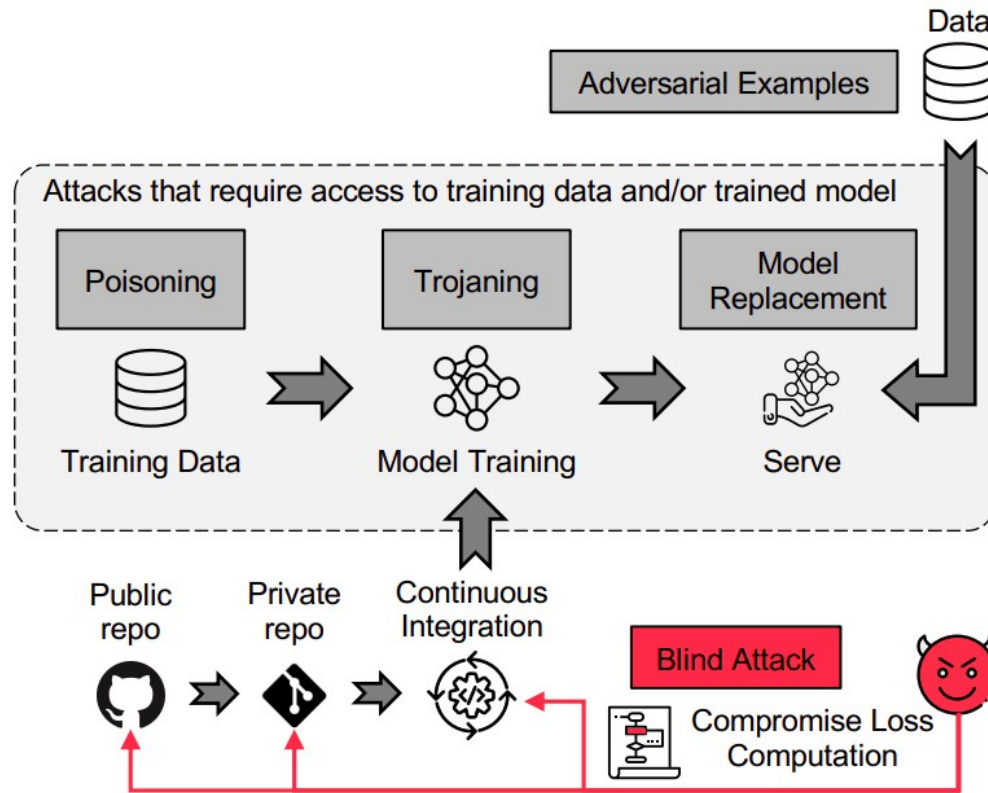 Data
Adversarial Examples
Attacks that require access to training data and/or trained model
Poisoning
Trojaning
Model
Replacement
Training Data
Model Training
Serve
Public
repo
Private
repo
Continuous
Integration
Blind Attack
Compromise Loss
Computation